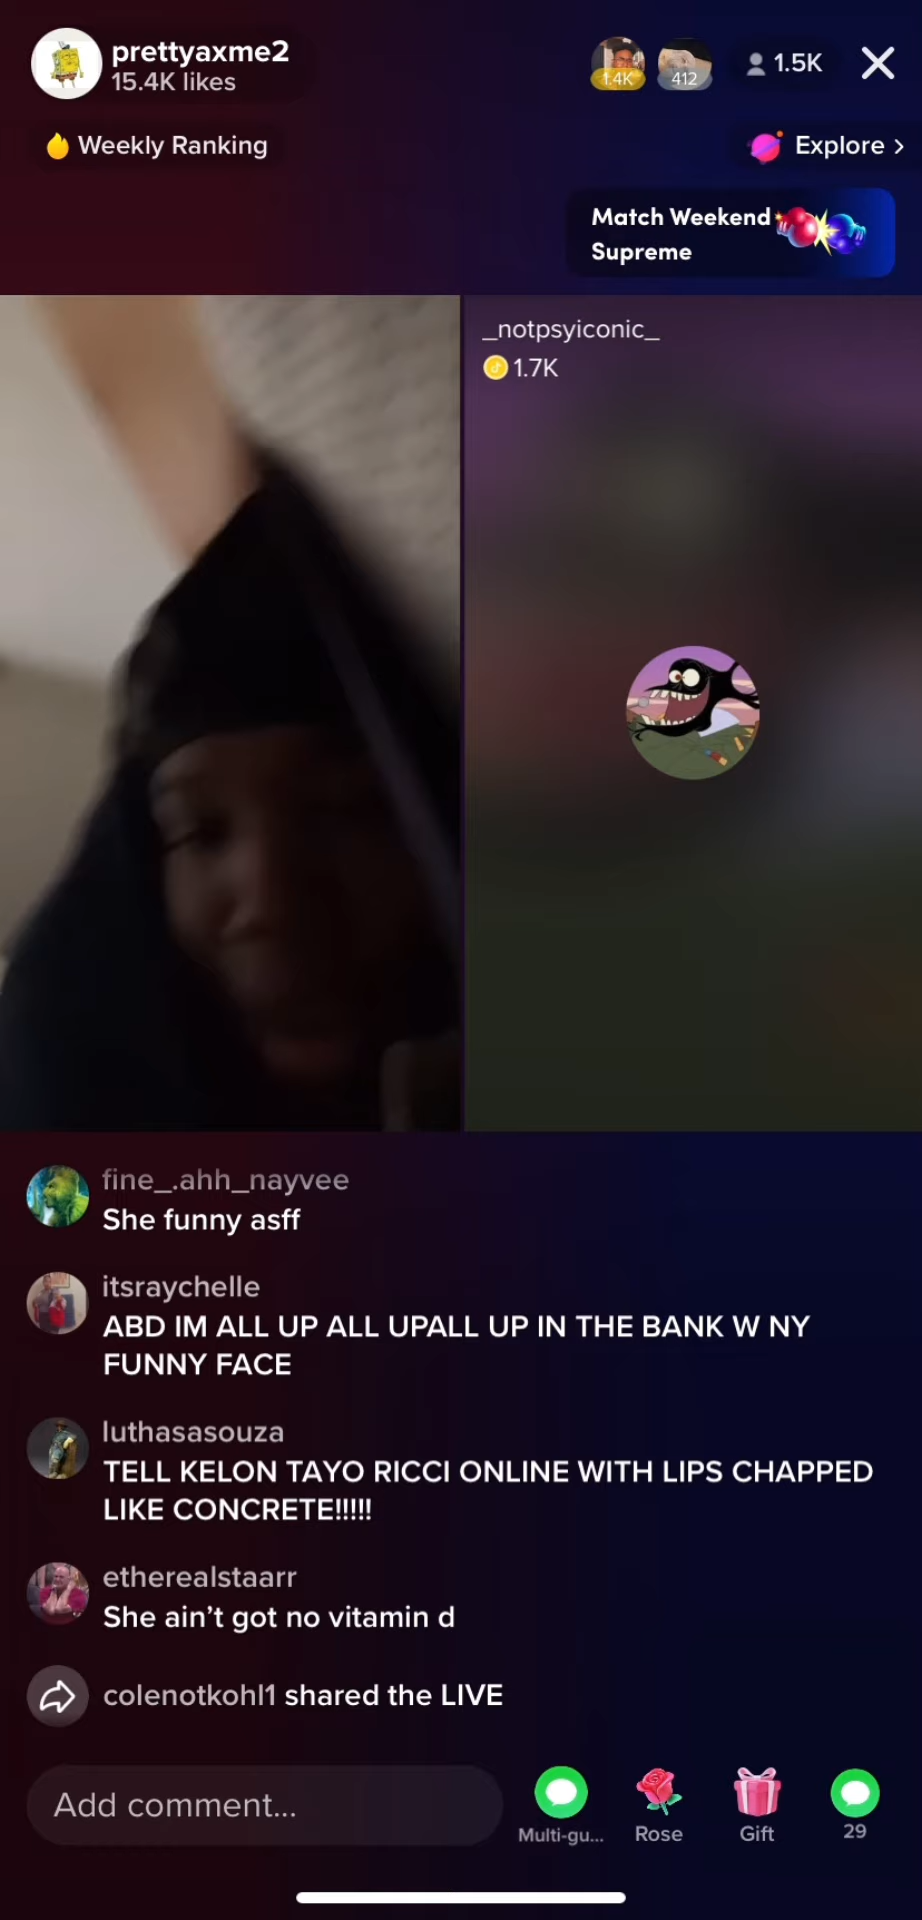 prettyaxme2
15.4K likes
1.4K
412
1.5K
Weekly Ranking
Explore >
Match Weekend
Supreme
_notpsyiconic_
1.7K
fine_.ahh_nayvee
She funny asff
itsraychelle
ABD IM ALL UP ALL UPALL UP IN THE BANK W NY
FUNNY FACE
luthasasouza
TELL KELON TAYO RICCI ONLINE WITH LIPS CHAPPED
LIKE CONCRETE!!!!!
etherealstaarr
She ain’t got no vitamin d
colenotkohl1 shared the LIVE
Add comment...
Multi-gu...
Rose
Gift
29